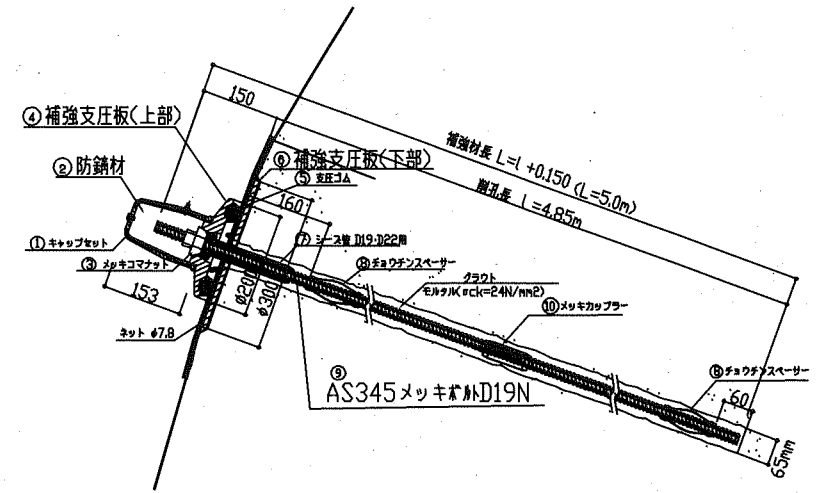 150
④補強支圧板(上部)
補強材長 L=l +0.150 (L=5.0m)
削孔長 l=4.85m
⑥補強支圧板(下部)
②防錆材
⑤支圧ゴム
160
①キャップセット
⑦シース管 D19・D22用
③メッキコマナット
⑧チョウチンスペーサー
グラウト
モルタル(σck=24N/mm2)
153
φ200
φ300
⑩メッキカップラー
ネット φ7.8
⑨
AS345メッキボルトD19N
⑧チョウチンスペーサー
60
65mm